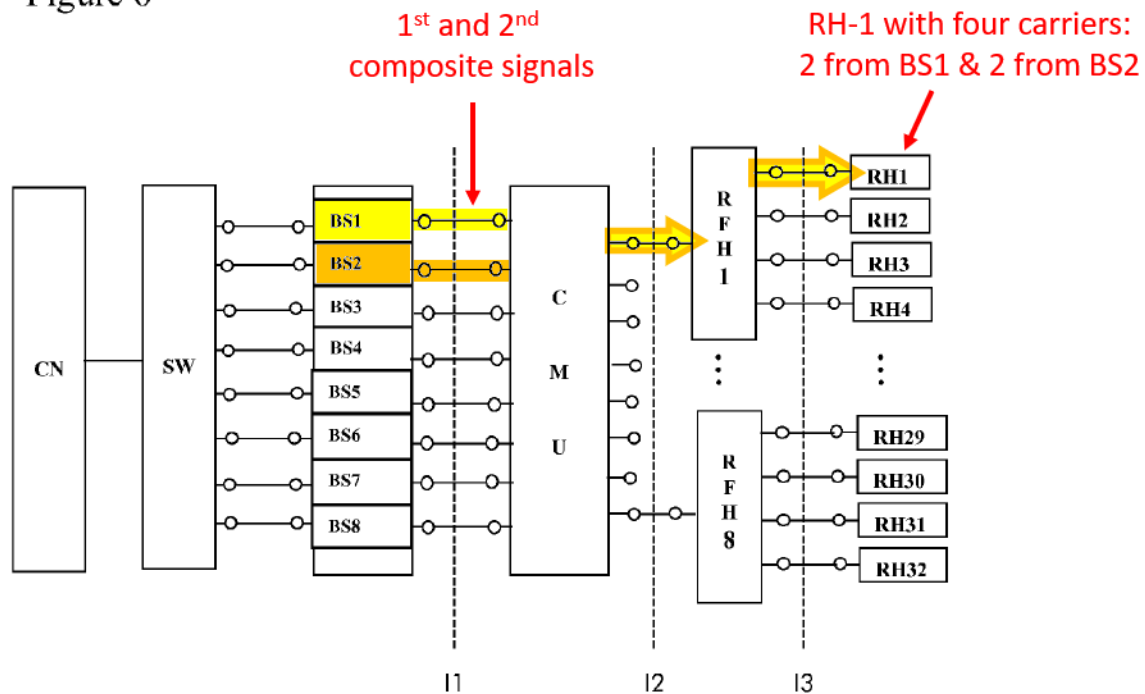 Figure 6
1st and 2nd
composite signals
RH-1 with four carriers:
2 from BS1 & 2 from BS2
CN
SW
BS1
BS2
BS3
BS4
BS5
BS6
BS7
BS8
C
M
U
R
F
H
1
RH1
RH2
RH3
RH4
R
F
H
8
RH29
RH30
RH31
RH32
I1
I2
I3